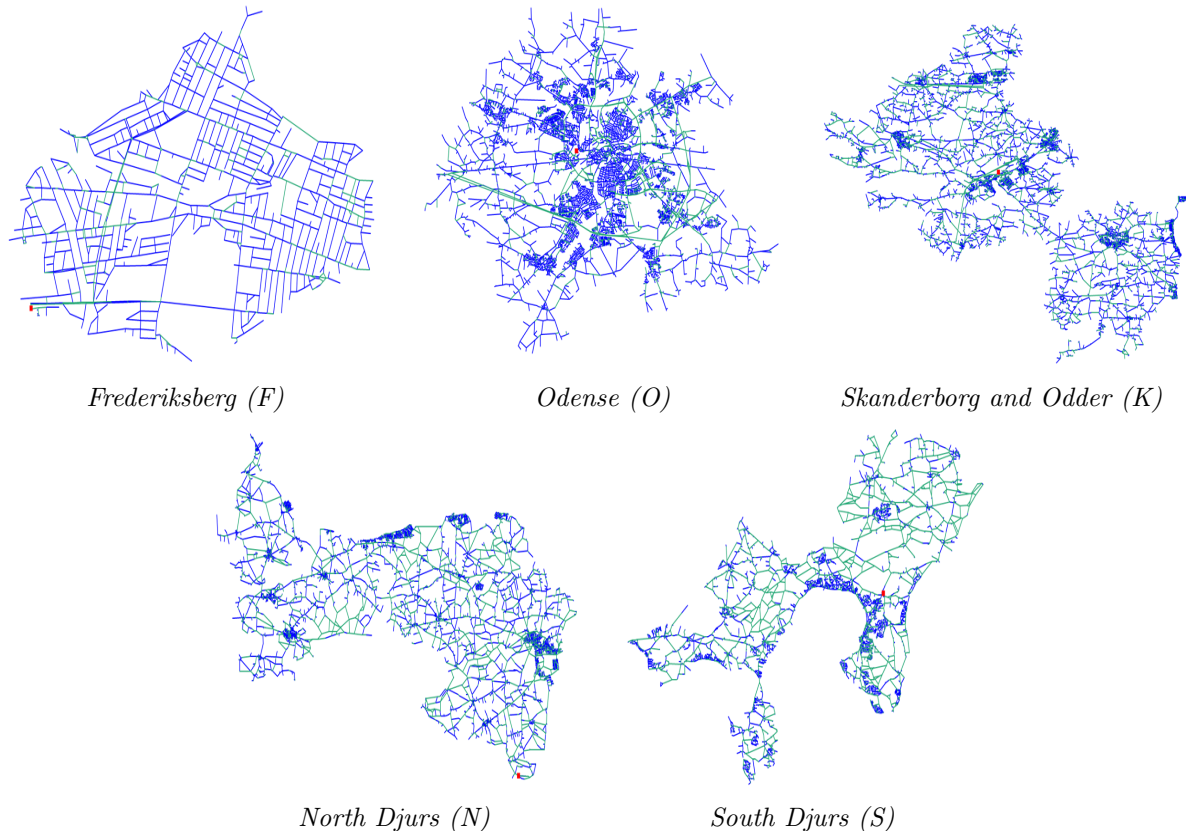 Frederiksberg (F)
Odense (O)
Skanderborg and Odder (K)
North Djurs (N)
South Djurs (S)